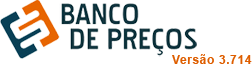 BANCO
DE PREÇOS
Versão 3.714